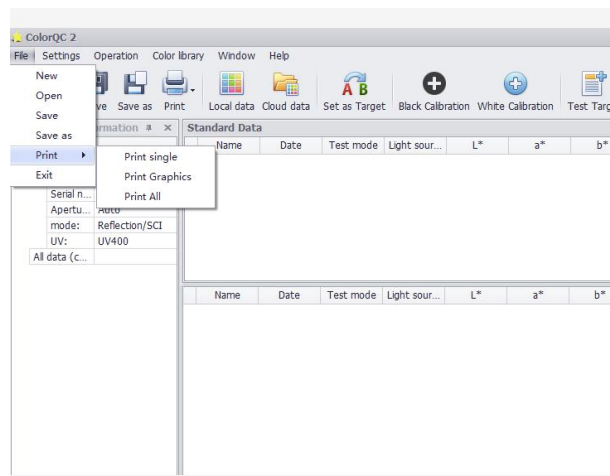 ColorQC 2
File Settings Operation Color library Window Help
New
Open
Save
Save as
Print
Exit
Print single
Print Graphics
Print All
ve Save as Print Local data Cloud data Set as Target Black Calibration White Calibration Test Targ
rmation Standard Data
Name Date Test mode Light sour... L* a* b*
Serial n...
Apertu... Auto
mode: Reflection/SCI
UV: UV400
All data (c...
Name Date Test mode Light sour... L* a* b*